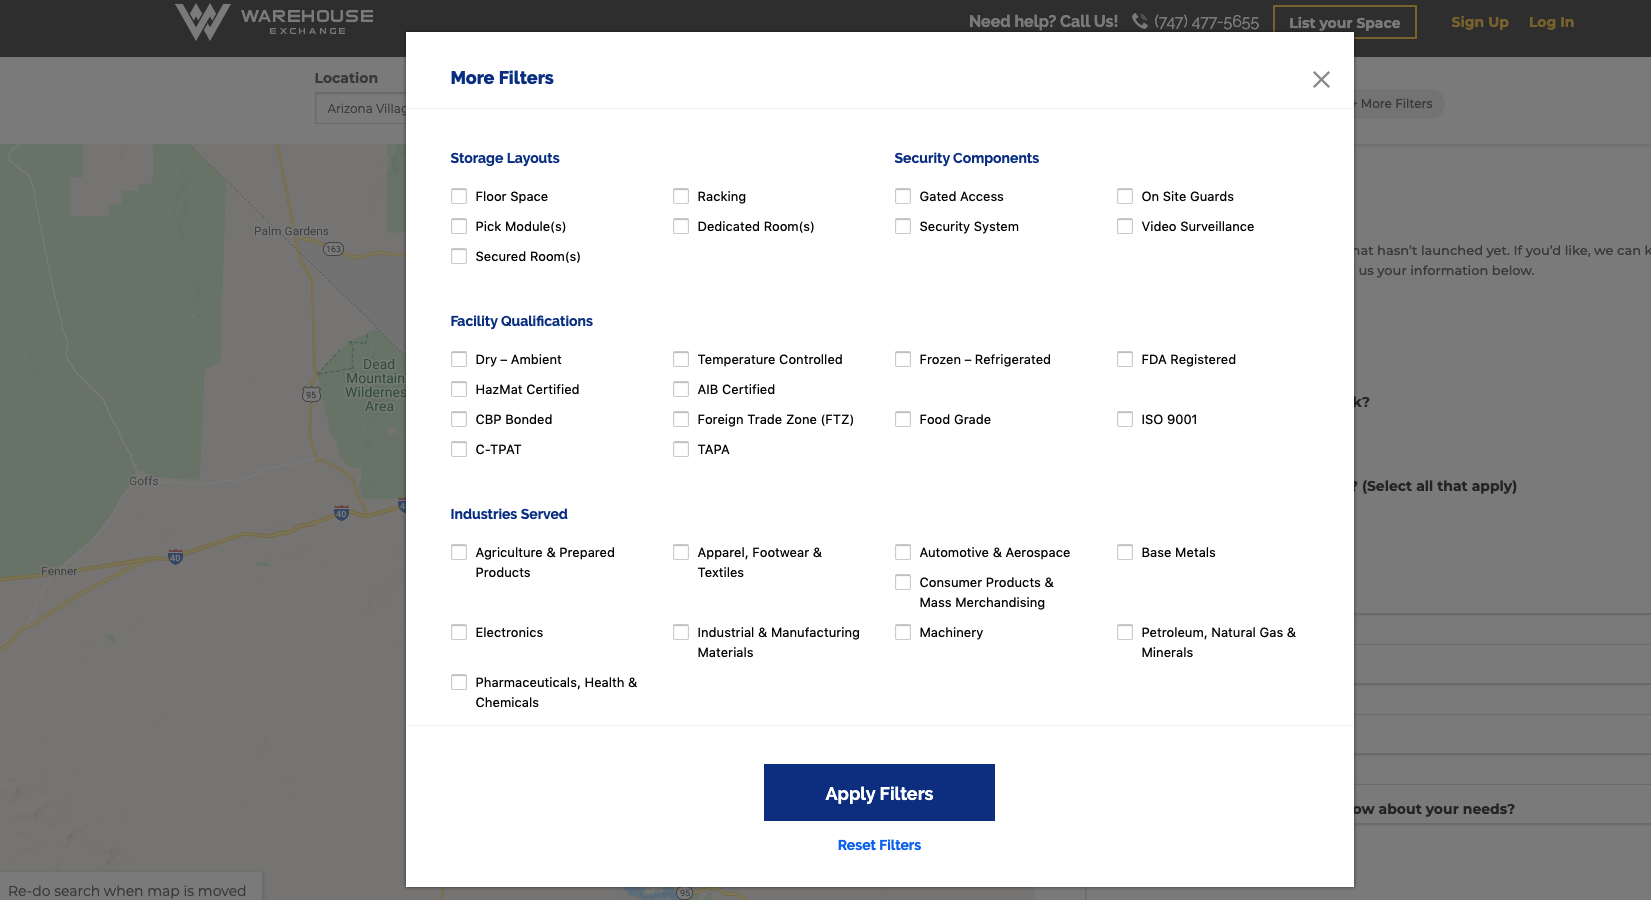 WAREHOUSE
EXCHANGE
Need help? Call Us!
(747) 477-5655
List your Space
Sign Up
Log In
Location
Arizona
More Filters
More Filters
Storage Layouts
Floor Space
Racking
Pick Module(s)
Dedicated Room(s)
Secured Room(s)
Security Components
Gated Access
On Site Guards
Security System
Video Surveillance
Facility Qualifications
Dry – Ambient
Temperature Controlled
Frozen – Refrigerated
FDA Registered
HazMat Certified
AIB Certified
CBP Bonded
Foreign Trade Zone (FTZ)
Food Grade
ISO 9001
C-TPAT
TAPA
Industries Served
Agriculture & Prepared
Products
Apparel, Footwear &
Textiles
Automotive & Aerospace
Base Metals
Consumer Products &
Mass Merchandising
Electronics
Industrial & Manufacturing
Materials
Machinery
Petroleum, Natural Gas &
Minerals
Pharmaceuticals, Health &
Chemicals
Apply Filters
Reset Filters
Palm Gardens
163
Dead
Mountain
Wilderness
Area
95
Goffs
40
40
Fenner
95
Re-do search when map is moved
hasn't launched yet. If you'd like, we can
us your information below.
? (Select all that apply)
about your needs?